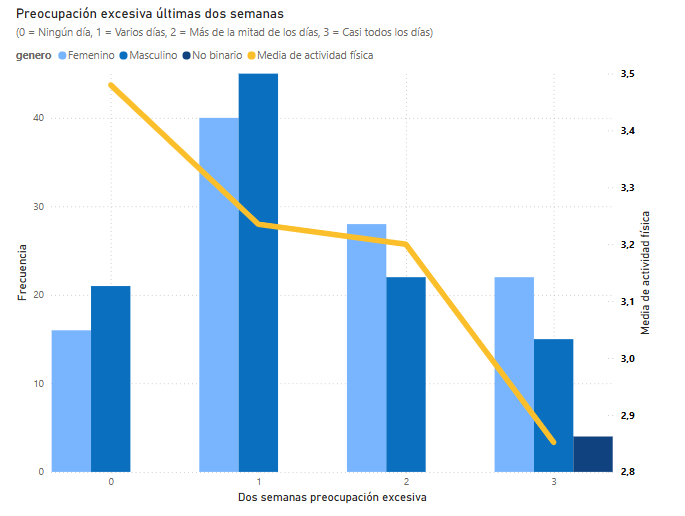 Preocupación excesiva últimas dos semanas
(0 = Ningún día, 1 = Varios días, 2 = Más de la mitad de los días, 3 = Casi todos los días)
genero Femenino Masculino No binario Media de actividad física
3,5
40
3,4
3,3
30
3,2
20
3,1
3,0
10
2,9
0
2,8
Frecuencia
Media de actividad física
0 1 2 3
Dos semanas preocupación excesiva